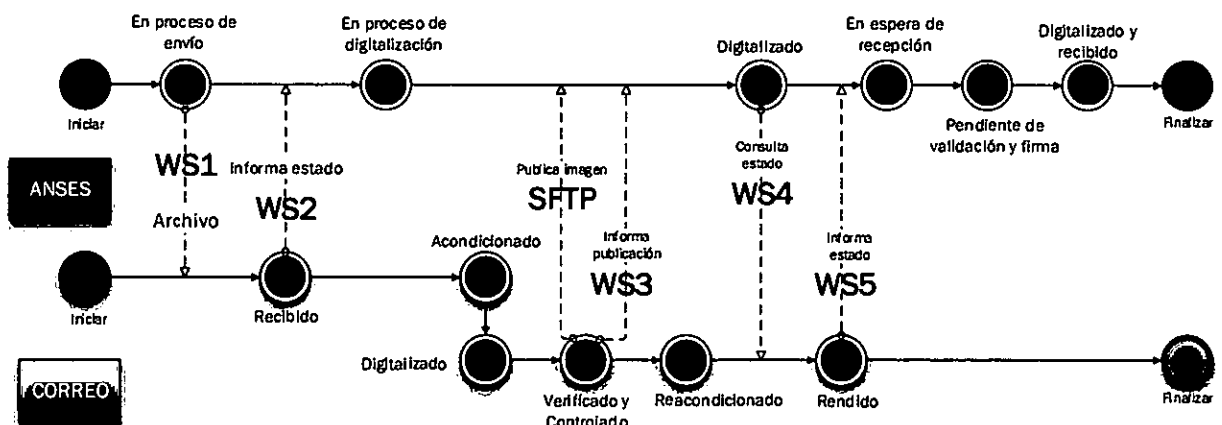 En proceso de
envío
En proceso de
digitalización
Digitalizado
En espera de
recepción
Digitalizado y
recibido
Iniciar
Pendiente de
validación y firma
Finalizar
ANSES
WS1
Archivo
Informa estado
WS2
Publica imagen
SFTP
Informa
publicación
WS3
Consulta
estado
WS4
Informa
estado
WS5
Iniciar
Recibido
Acondicionado
Digitalizado
Verificado y
Controlado
Reacondicionado
Rendido
Finalizar
CORREO